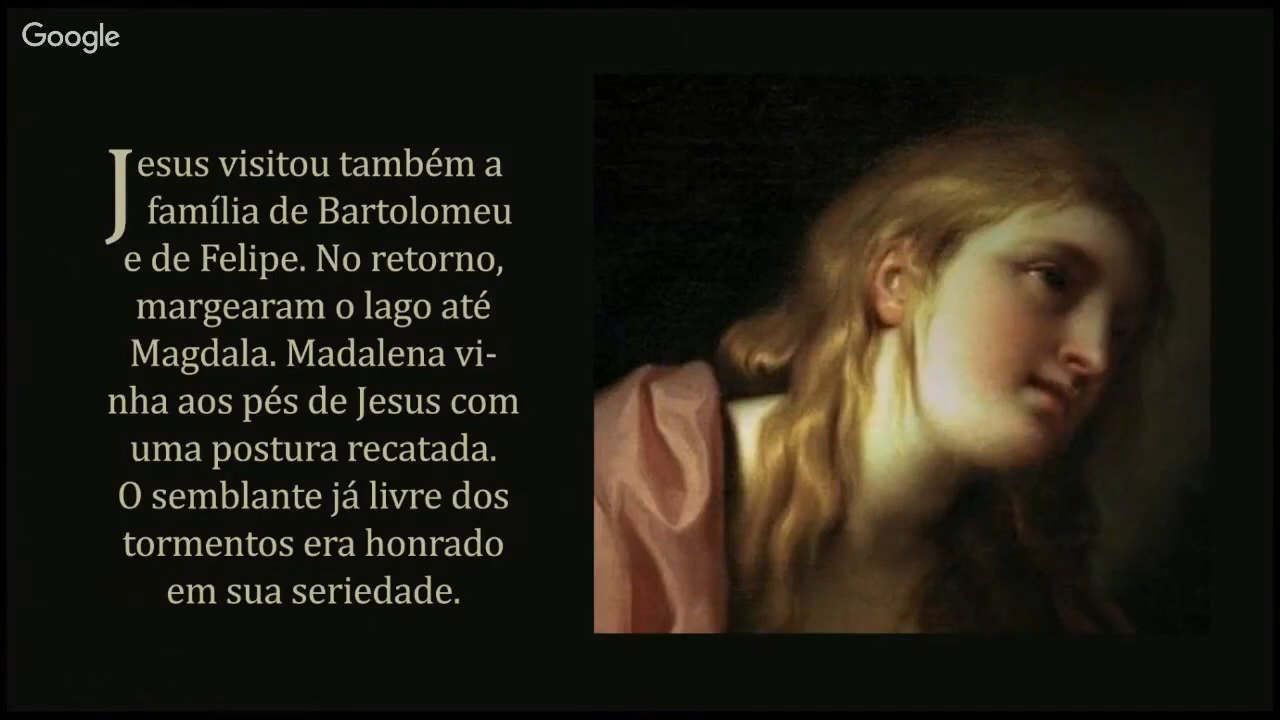 Google
Jesus visitou também a
família de Bartolomeu
e de Felipe. No retorno,
margearam o lago até
Magdala. Madalena vi-
nha aos pés de Jesus com
uma postura recatada.
O semblante já livre dos
tormentos era honrado
em sua seriedade.